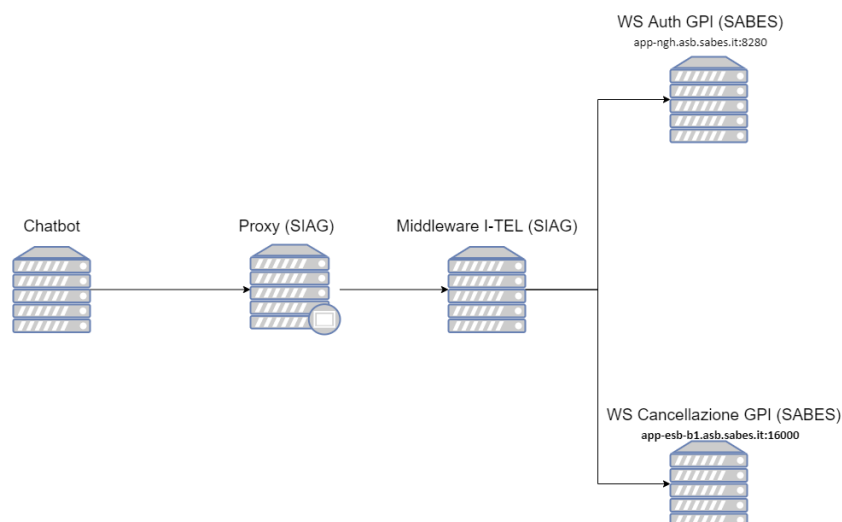 WS Auth GPI (SABES)
app-ngh.asb.sabes.it:8280
Chatbot
Proxy (SIAG)
Middleware I-TEL (SIAG)
WS Cancellazione GPI (SABES)
app-esb-b1.asb.sabes.it:16000